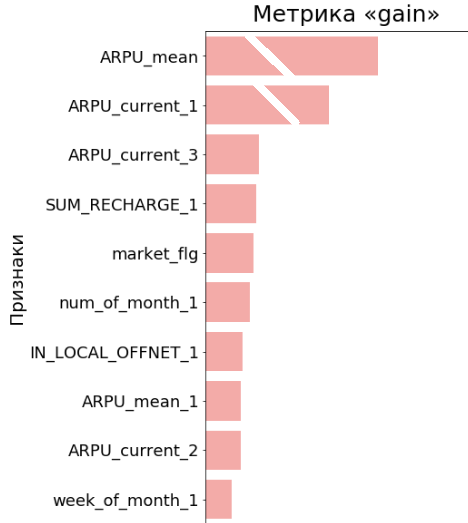 Метрика «gain»
Признаки
ARPU_mean
ARPU_current_1
ARPU_current_3
SUM_RECHARGE_1
market_flg
num_of_month_1
IN_LOCAL_OFFNET_1
ARPU_mean_1
ARPU_current_2
week_of_month_1